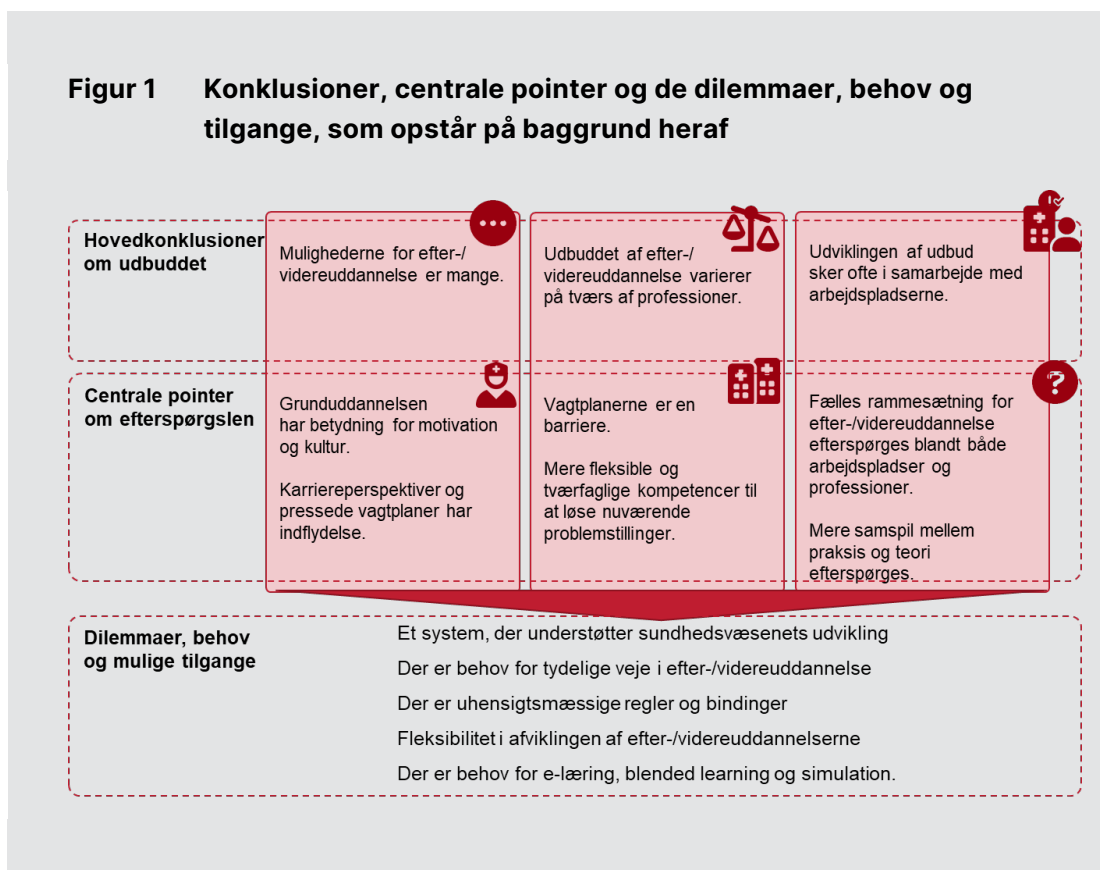 Figur 1 Konklusioner, centrale pointer og de dilemmaer, behov og
tilgange, som opstår på baggrund heraf
Hovedkonklusioner
om udbuddet
Mulighederne for efter-/
videreuddannelse er mange.
Udbuddet af efter-/
videreuddannelse varierer
på tværs af professioner.
Udviklingen af udbud
sker ofte i samarbejde med
arbejdspladserne.
Centrale pointer
om efterspørgslen
Grunduddannelsen
har betydning for motivation
og kultur.
Karriereperspektiver og
pressede vagtplaner har
indflydelse.
Vagtplanerne er en
barriere.
Mere fleksible og
tværfaglige kompetencer til
at løse nuværende
problemstillinger.
Fælles rammesætning for
efter-/videreuddannelse
efterspørges blandt både
arbejdspladser og
professioner.
Mere samspil mellem
praksis og teori
efterspørges.
Dilemmaer, behov
og mulige tilgange
Et system, der understøtter sundhedsvæsenets udvikling
Der er behov for tydelige veje i efter-/videreuddannelse
Der er uhensigtsmæssige regler og bindinger
Fleksibilitet i afviklingen af efter-/videreuddannelserne
Der er behov for e-læring, blended learning og simulation.